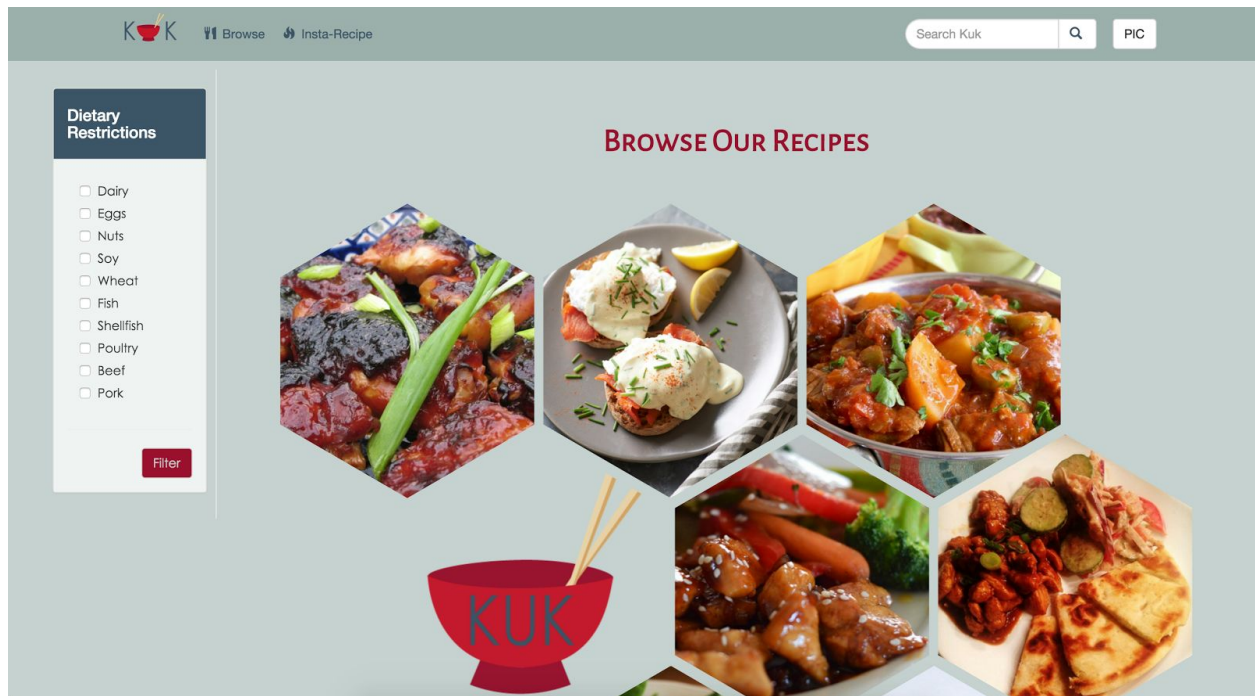 K K
Browse
Insta-Recipe
Search Kuk
PIC
Dietary
Restrictions
Dairy
Eggs
Nuts
Soy
Wheat
Fish
Shellfish
Poultry
Beef
Pork
Filter
Browse Our Recipes
KUK